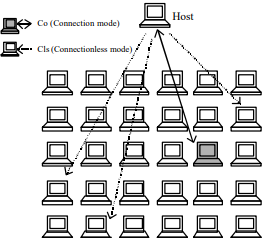 Host
Co (Connection mode)
Cls (Connectionless mode)